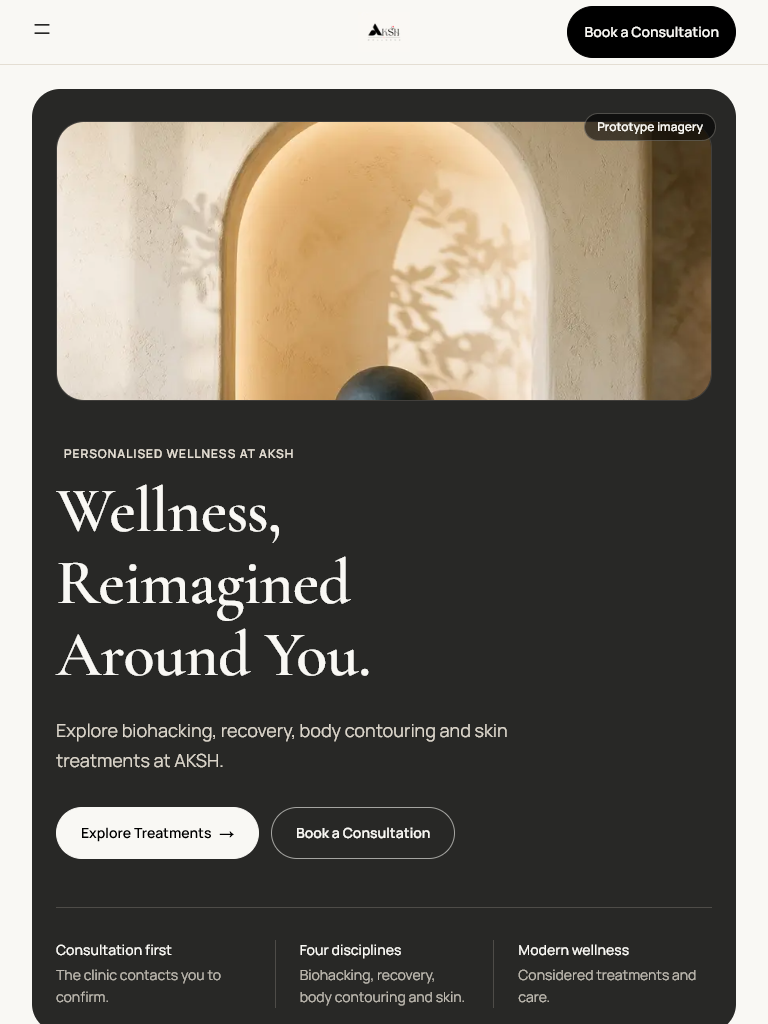 AKSH
Book a Consultation
Prototype imagery
PERSONALISED WELLNESS AT AKSH
Wellness,
Reimagined
Around You.
Explore biohacking, recovery, body contouring and skin
treatments at AKSH.
Explore Treatments →
Book a Consultation
Consultation first
The clinic contacts you to
confirm.
Four disciplines
Biohacking, recovery,
body contouring and skin.
Modern wellness
Considered treatments and
care.